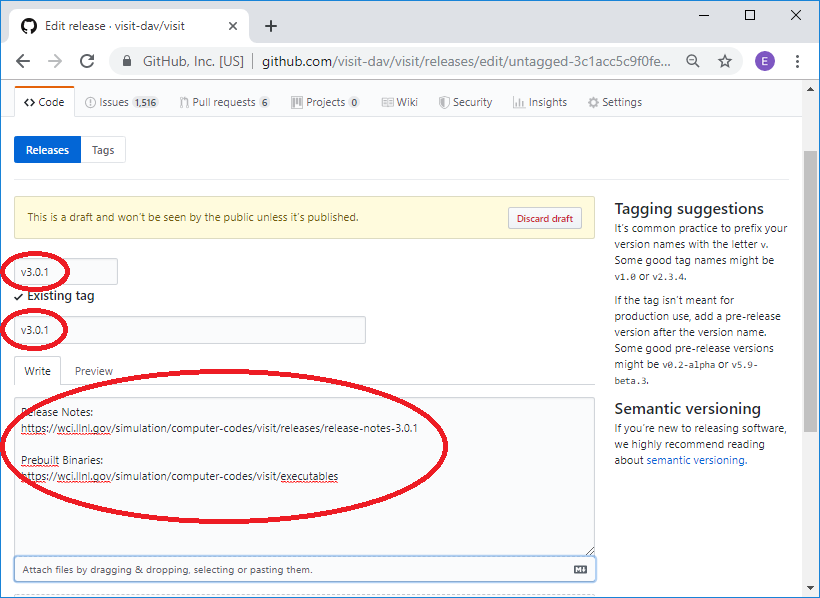 Edit release · visit-dav/visit
GitHub, Inc. [US] | github.com/visit-dav/visit/releases/edit/untagged-3c1acc5c9f0fe... E
Code Issues 1,516 Pull requests 6 Projects 0 Wiki Security Insights Settings
Releases Tags
This is a draft and won't be seen by the public unless it's published. Discard draft
v3.0.1
Existing tag
v3.0.1
Write Preview
Release Notes:
https://wci.llnl.gov/simulation/computer-codes/visit/releases/release-notes-3.0.1
Prebuilt Binaries:
https://wci.llnl.gov/simulation/computer-codes/visit/executables
Attach files by dragging & dropping, selecting or pasting them.
Tagging suggestions
It's common practice to prefix your
version names with the letter v.
Some good tag names might be
v1.0 or v2.3.4.
If the tag isn't meant for
production use, add a pre-release
version after the version name.
Some good pre-release versions
might be v0.2-alpha or v5.9-
beta.3.
Semantic versioning
If you're new to releasing software,
we highly recommend reading
about semantic versioning.